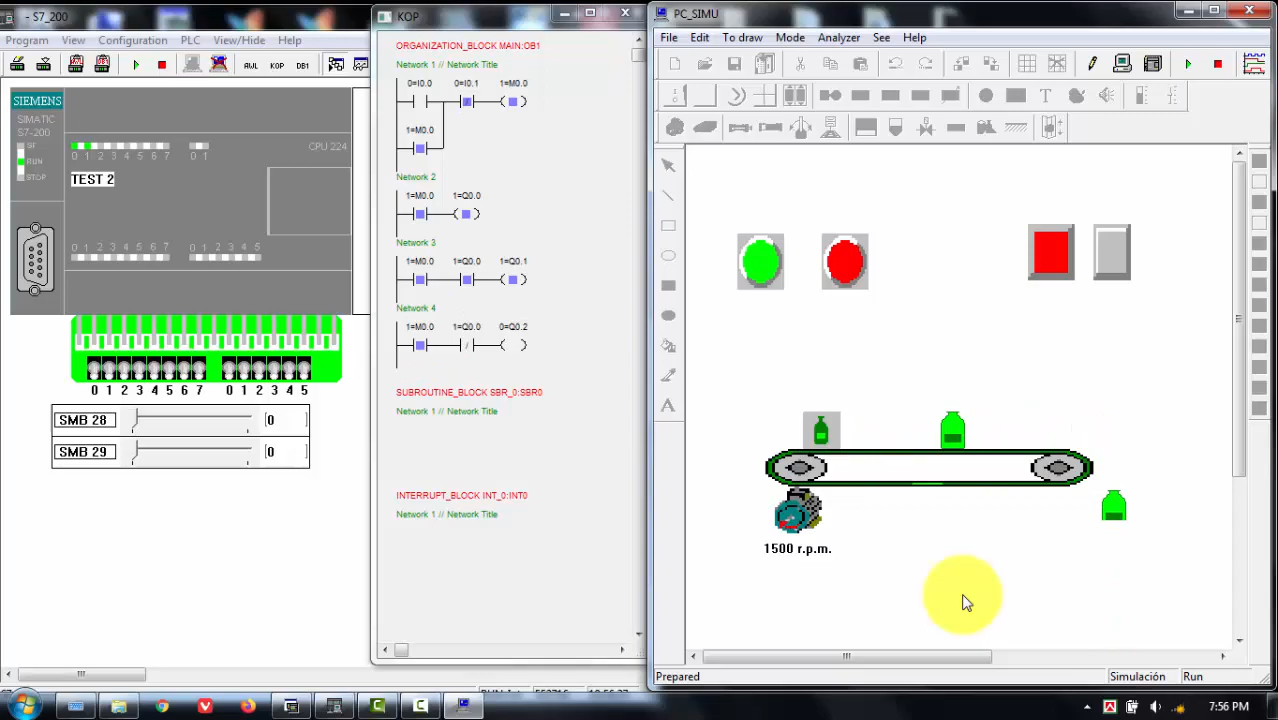 - S7_200
Program View Configuration PLC View/Hide Help
AWL KOP DB1
SIEMENS
SIMATIC
S7-200
SF
RUN
STOP
0 1 2 3 4 5 6 7 0 1
CPU 224
TEST 2
0 1 2 3 4 5 6 7 0 1 2 3 4 5
0 1 2 3 4 5 6 7 0 1 2 3 4 5
SMB 28 0
SMB 29 0
KOP
ORGANIZATION_BLOCK MAIN:OB1
Network 1 // Network Title
0=I0.0 0=I0.1 1=M0.0
1=M0.0
Network 2
1=M0.0 1=Q0.0
Network 3
1=M0.0 1=Q0.0 1=Q0.1
Network 4
1=M0.0 1=Q0.0 0=Q0.2
SUBROUTINE_BLOCK SBR_0:SBR0
Network 1 // Network Title
INTERRUPT_BLOCK INT_0:INT0
Network 1 // Network Title
PC_SIMU
File Edit To draw Mode Analyzer See Help
T
A
1500 r.p.m.
Prepared Simulación Run
7:56 PM